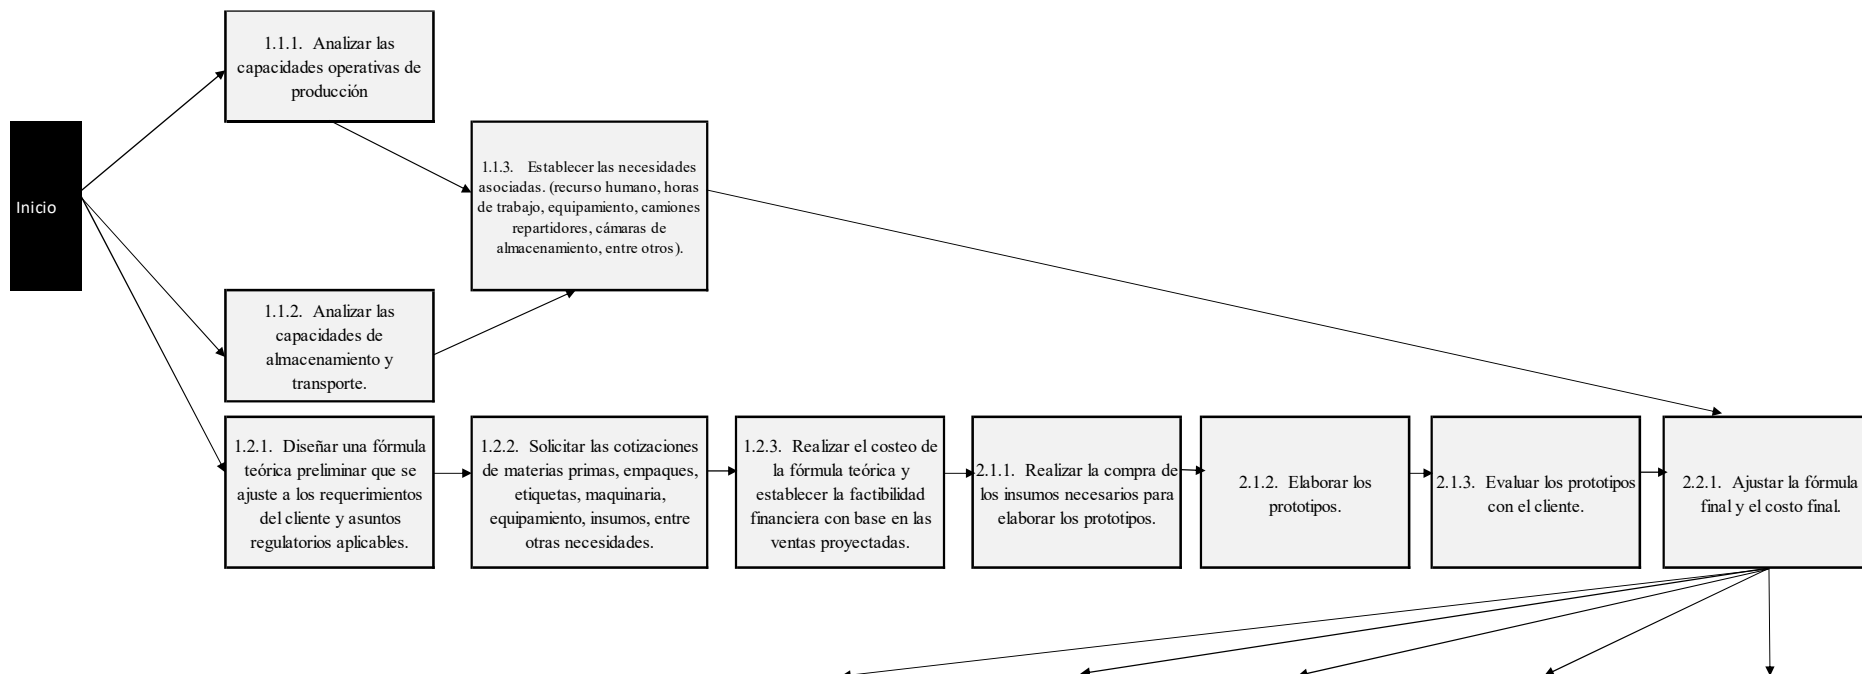 1.1.1. Analizar las
capacidades operativas de
producción
Inicio
1.1.3. Establecer las necesidades
asociadas. (recurso humano, horas
de trabajo, equipamiento, camiones
repartidores, cámaras de
almacenamiento, entre otros).
1.1.2. Analizar las
capacidades de
almacenamiento y
transporte.
1.2.1. Diseñar una fórmula
teórica preliminar que se
ajuste a los requerimientos
del cliente y asuntos
regulatorios aplicables.
1.2.2. Solicitar las cotizaciones
de materias primas, empaques,
etiquetas, maquinaria,
equipamiento, insumos, entre
otras necesidades.
1.2.3. Realizar el costeo de
la fórmula teórica y
establecer la factibilidad
financiera con base en las
ventas proyectadas.
2.1.1. Realizar la compra de
los insumos necesarios para
elaborar los prototipos.
2.1.2. Elaborar los
prototipos.
2.1.3. Evaluar los prototipos
con el cliente.
2.2.1. Ajustar la fórmula
final y el costo final.